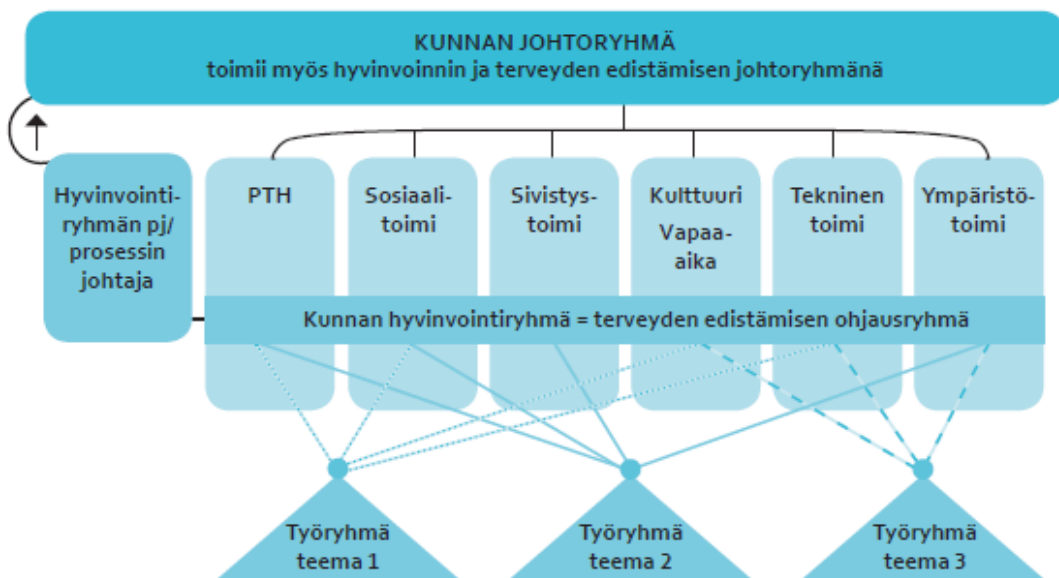 KUNNAN JOHTORYHMÄ
toimii myös hyvinvoinnin ja terveyden edistämisen johtoryhmänä
Hyvinvointi-
ryhmän pj/
prosessin
johtaja
PTH
Sosiaali-
toimi
Sivistys-
toimi
Kulttuuri
Vapaa-
aika
Tekninen
toimi
Ympäristö-
toimi
Kunnan hyvinvointiryhmä = terveyden edistämisen ohjausryhmä
Työryhmä
teema 1
Työryhmä
teema 2
Työryhmä
teema 3